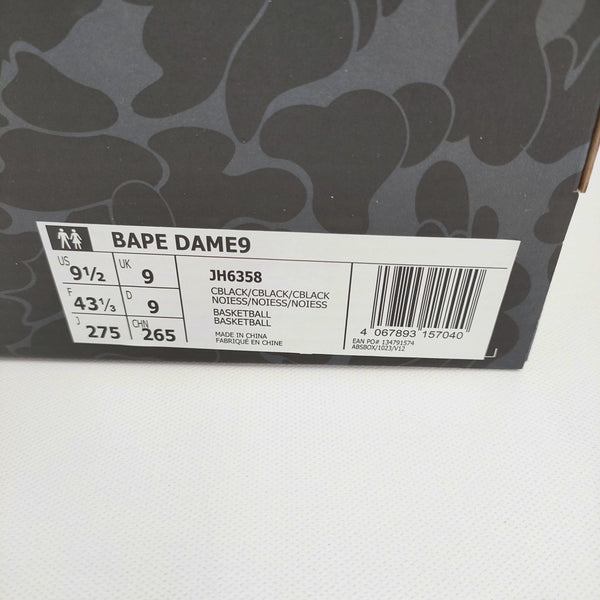 BAPE DAME9
US 9½ UK 9
F 43⅓ D 9
J 275 CHN 265
JH6358
CBLACK/CBLACK/CBLACK
NOIESS/NOIESS/NOIESS
BASKETBALL
BASKETBALL
MADE IN CHINA
FABRIQUÉ EN CHINE
4 067893 157040
EAN PO# 134791574
ABSBOX/1023/V12